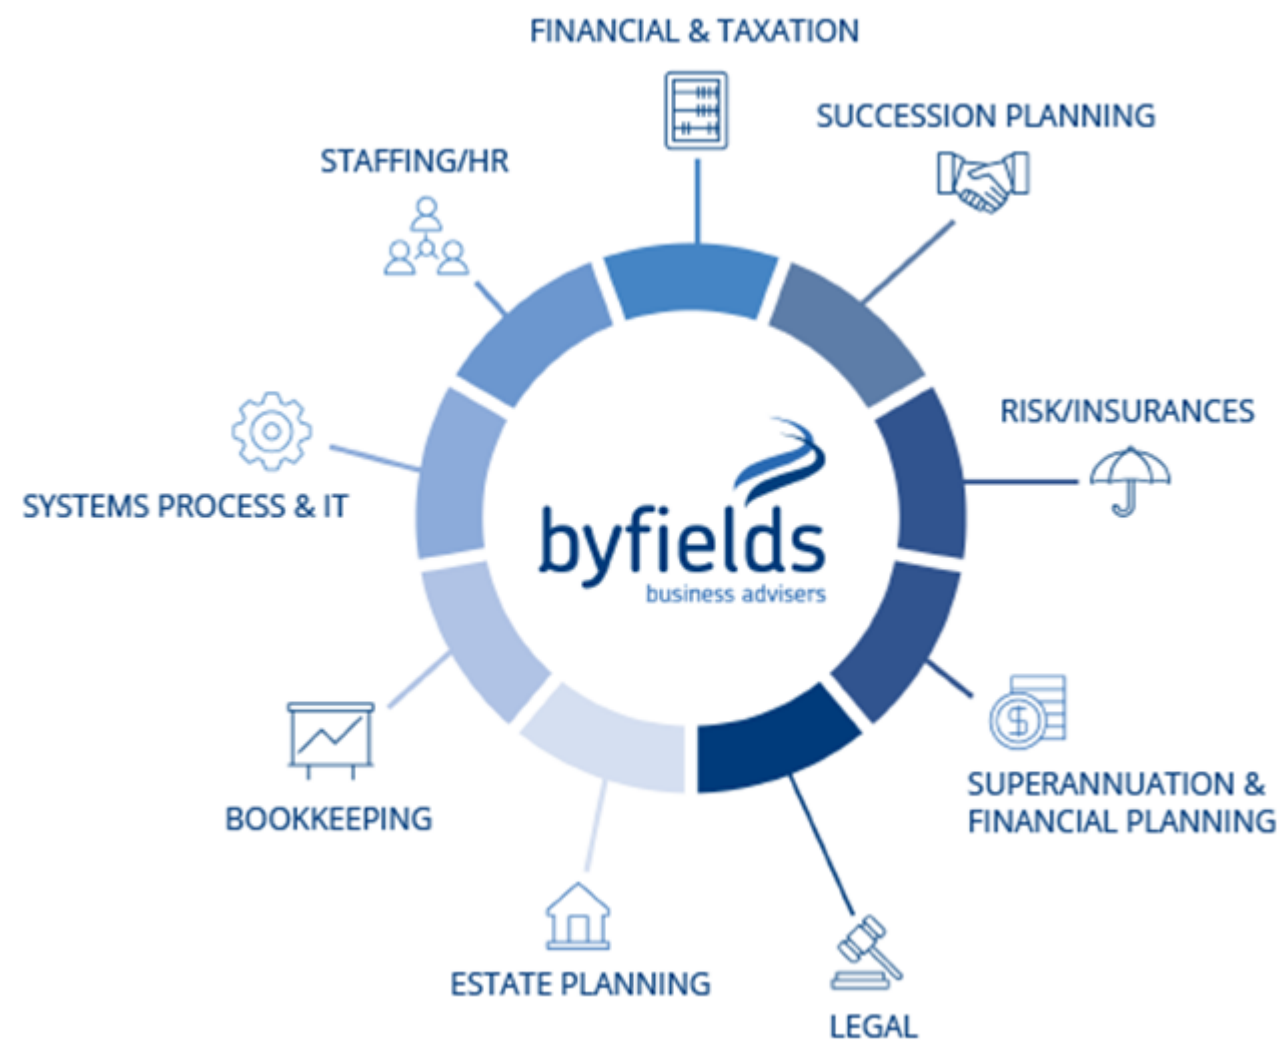 FINANCIAL & TAXATION
SUCCESSION PLANNING
STAFFING/HR
RISK/INSURANCES
SYSTEMS PROCESS & IT
byfields
business advisers
SUPERANNUATION &
FINANCIAL PLANNING
BOOKKEEPING
ESTATE PLANNING
LEGAL